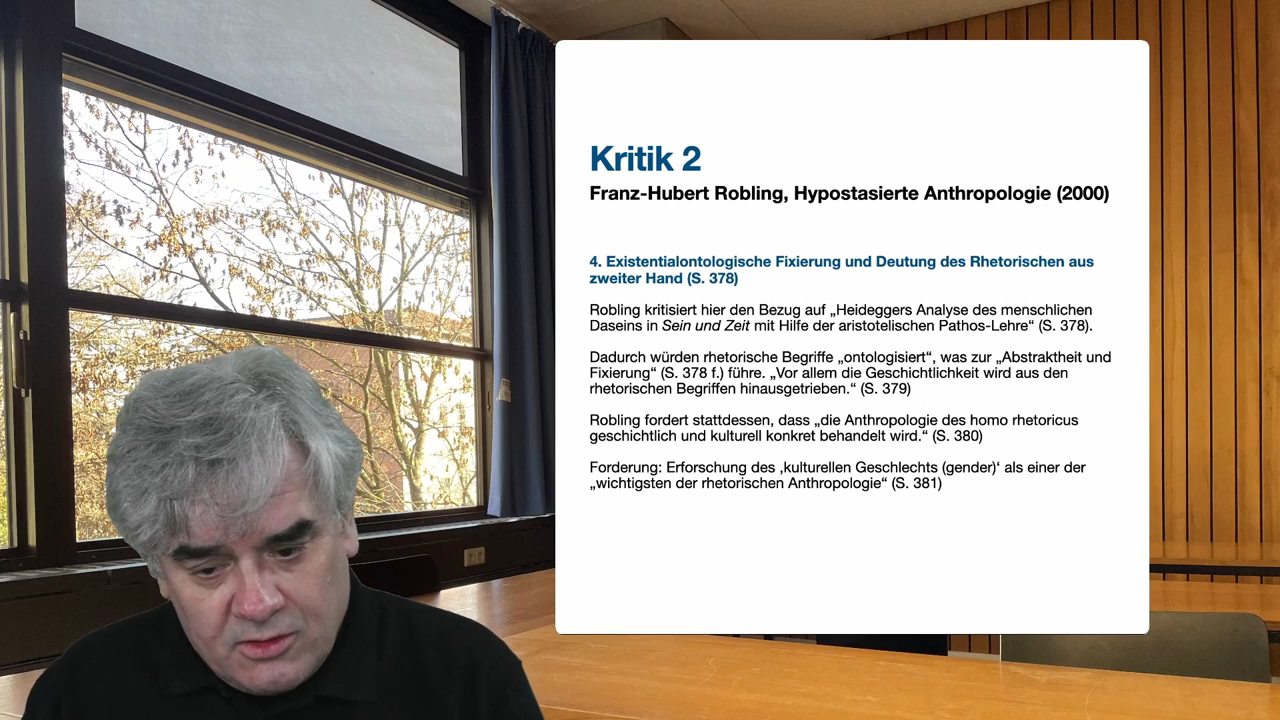 Kritik 2
Franz-Hubert Robling, Hypostasierte Anthropologie (2000)
4. Existentialontologische Fixierung und Deutung des Rhetorischen aus
zweiter Hand (S. 378)
Robling kritisiert hier den Bezug auf „Heideggers Analyse des menschlichen
Daseins in Sein und Zeit mit Hilfe der aristotelischen Pathos-Lehre“ (S. 378).
Dadurch würden rhetorische Begriffe „ontologisiert“, was zur „Abstraktheit und
Fixierung“ (S. 378 f.) führe. „Vor allem die Geschichtlichkeit wird aus den
rhetorischen Begriffen hinausgetrieben.“ (S. 379)
Robling fordert stattdessen, dass „die Anthropologie des homo rhetoricus
geschichtlich und kulturell konkret behandelt wird.“ (S. 380)
Forderung: Erforschung des ‚kulturellen Geschlechts (gender)‘ als einer der
„wichtigsten der rhetorischen Anthropologie“ (S. 381)